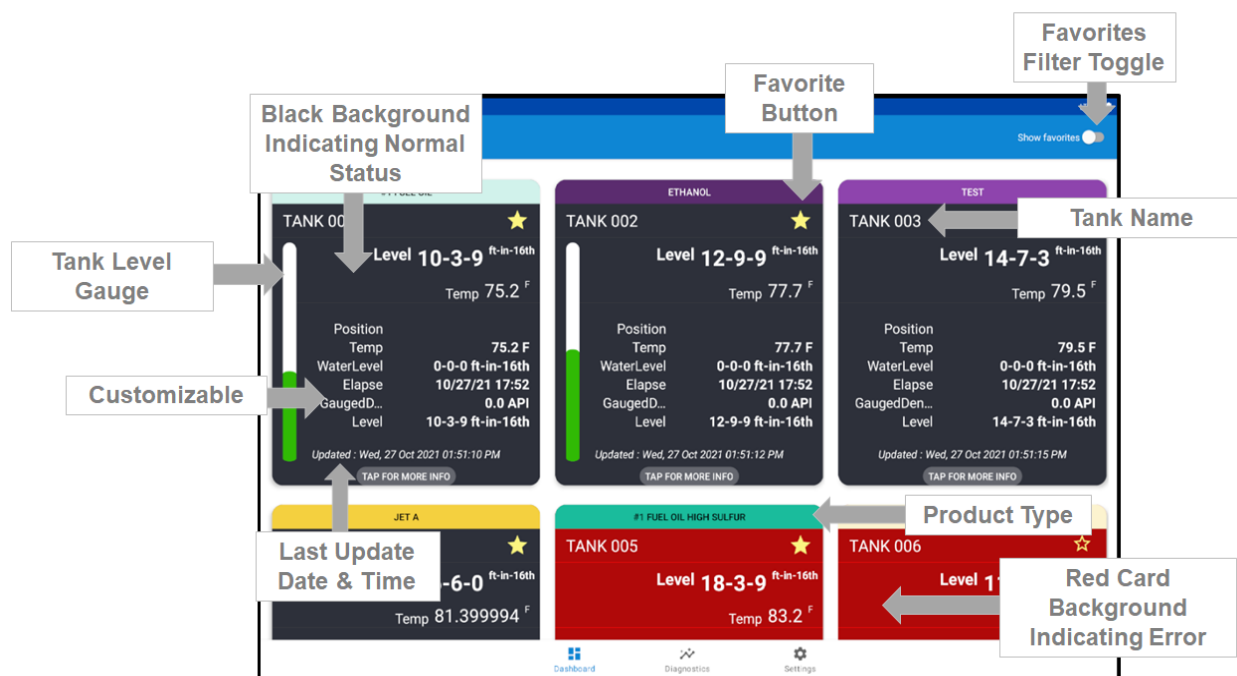 Favorites
Filter Toggle
Favorite
Button
Black Background
Indicating Normal
Status
Show favorites
ETHANOL
TEST
TANK 002
TANK 003
Tank Name
Level 10-3-9 ft-in-16th
Level 12-9-9 ft-in-16th
Level 14-7-3 ft-in-16th
Tank Level
Gauge
Temp 75.2 F
Temp 77.7 F
Temp 79.5 F
Position
Temp 75.2 F
WaterLevel 0-0-0 ft-in-16th
Elapse 10/27/21 17:52
GaugedD... 0.0 API
Level 10-3-9 ft-in-16th
Updated : Wed, 27 Oct 2021 01:51:10 PM
TAP FOR MORE INFO
Position
Temp 77.7 F
WaterLevel 0-0-0 ft-in-16th
Elapse 10/27/21 17:52
GaugedD... 0.0 API
Level 12-9-9 ft-in-16th
Updated : Wed, 27 Oct 2021 01:51:12 PM
TAP FOR MORE INFO
Position
Temp 79.5 F
WaterLevel 0-0-0 ft-in-16th
Elapse 10/27/21 17:52
GaugedDen... 0.0 API
Level 14-7-3 ft-in-16th
Updated : Wed, 27 Oct 2021 01:51:15 PM
TAP FOR MORE INFO
Customizable
JET A
#1 FUEL OIL HIGH SULFUR
Product Type
Last Update
Date & Time
TANK 005
TANK 006
-6-0 ft-in-16th
Level 18-3-9 ft-in-16th
Level
Temp 81.399994 F
Temp 83.2 F
Red Card
Background
Indicating Error
Dashboard
Diagnostics
Settings